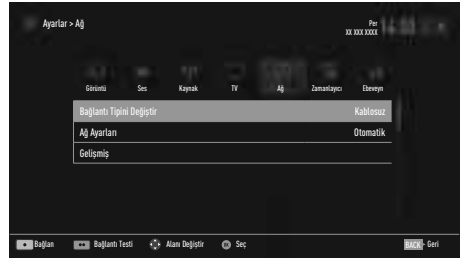 Ayarlar > Ağ
Per
XX XXX XXXX
Görüntü Ses Kaynak TV Ağ Zamanlayıcı Ebeveyn
Bağlantı Tipini Değiştir Kablosuz
Ağ Ayarları Otomatik
Gelişmiş
Bağlan Bağlantı Testi Alanı Değiştir OK Seç BACK Geri